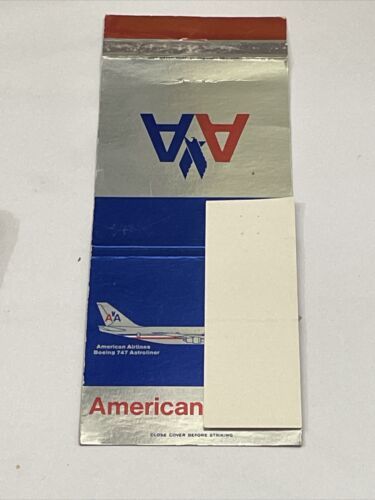 AA
AA
American Airlines
Boeing 747 Astroliner
American
CLOSE COVER BEFORE STRIKING